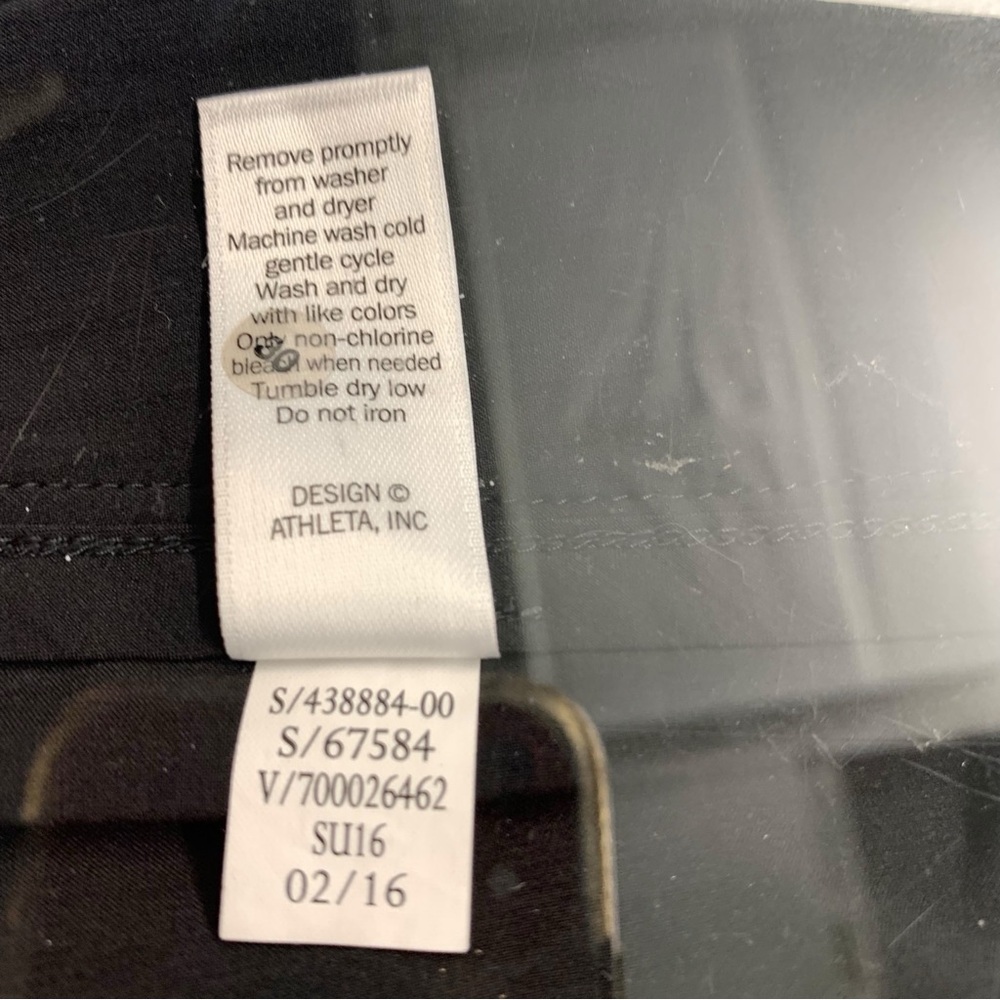 Remove promptly
from washer
and dryer
Machine wash cold
gentle cycle
Wash and dry
with like colors
Only non-chlorine
bleach when needed
Tumble dry low
Do not iron
DESIGN ©
ATHLETA, INC
S/438884-00
S/67584
V/700026462
SU16
02/16